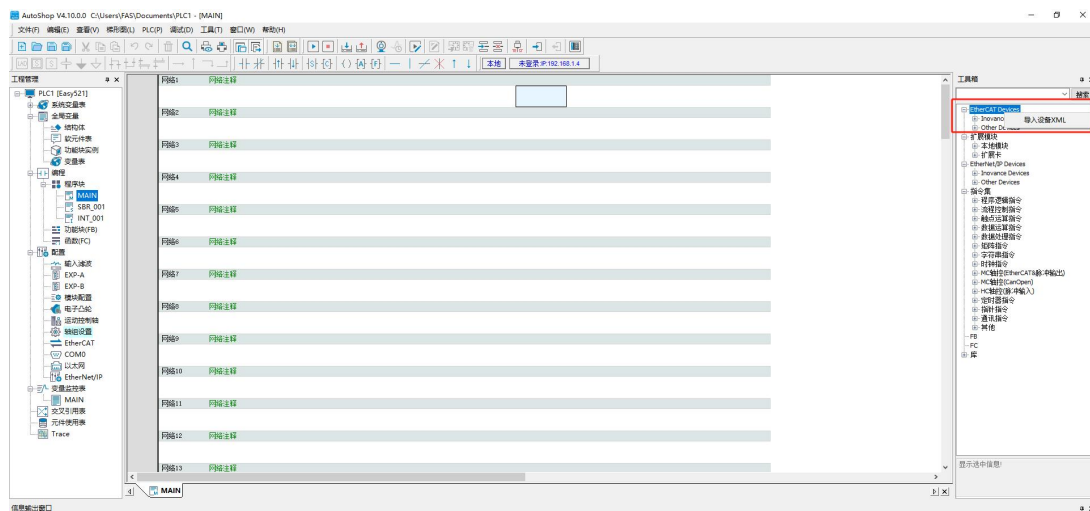 AutoShop V4.10.0.0 C:\Users\FAS\Documents\PLC1 - [MAIN]
文件(F) 编辑(E) 查看(V) 梯形图(L) PLC(P) 调试(D) 工具(T) 窗口(W) 帮助(H)
本地
未登录:IP:192.168.1.4
工程管理
PLC1 [Easy521]
系统变量表
全局变量
结构体
软元件表
功能块实例
变量表
编程
程序块
MAIN
SBR_001
INT_001
功能块(FB)
函数(FC)
配置
输入滤波
EXP-A
EXP-B
模块配置
电子凸轮
运动控制轴
轴组设置
EtherCAT
COM0
以太网
EtherNet/IP
变量监控表
MAIN
交叉引用表
元件使用表
Trace
网络1 网络注释
网络2 网络注释
网络3 网络注释
网络4 网络注释
网络5 网络注释
网络6 网络注释
网络7 网络注释
网络8 网络注释
网络9 网络注释
网络10 网络注释
网络11 网络注释
网络12 网络注释
网络13 网络注释
MAIN
工具箱
搜索
EtherCAT Devices
Inovanc
导入设备XML
Other De
扩展模块
本地模块
扩展卡
EtherNet/IP Devices
Inovance Devices
Other Devices
指令集
程序逻辑指令
流程控制指令
触点运算指令
数据运算指令
数据处理指令
矩阵指令
字符串指令
时钟指令
MC轴控(EtherCAT&脉冲输出)
MC轴控(CanOpen)
HC轴控(脉冲输入)
定时器指令
指针指令
通讯指令
其他
FB
FC
库
显示选中信息!
信息输出窗口